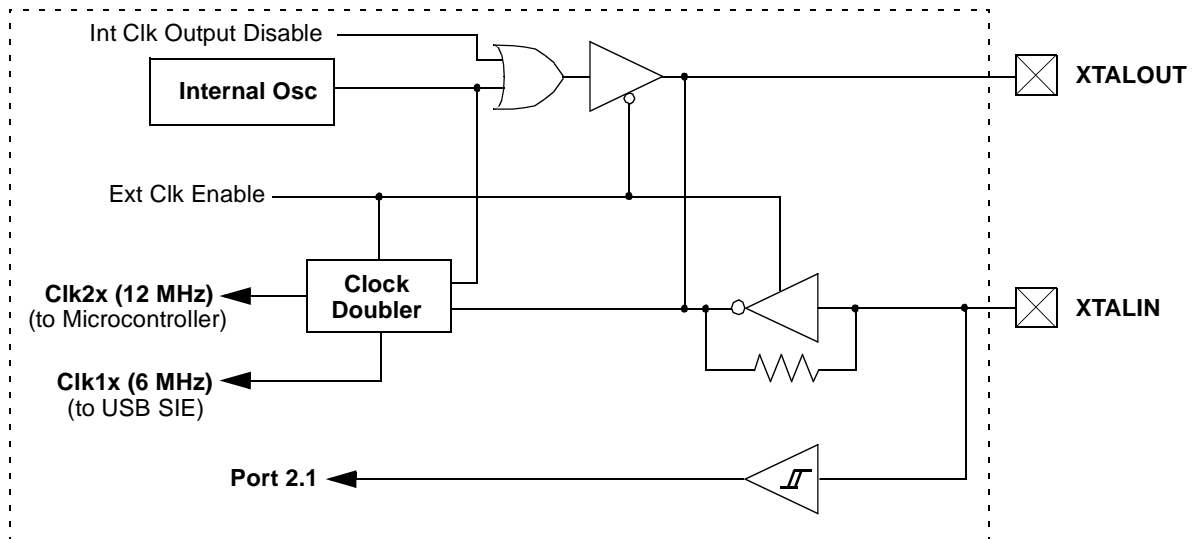 Int Clk Output Disable
XTALOUT
Internal Osc
Ext Clk Enable
Clock
Doubler
Clk2x (12 MHz)
(to Microcontroller)
XTALIN
Clk1x (6 MHz)
(to USB SIE)
Port 2.1